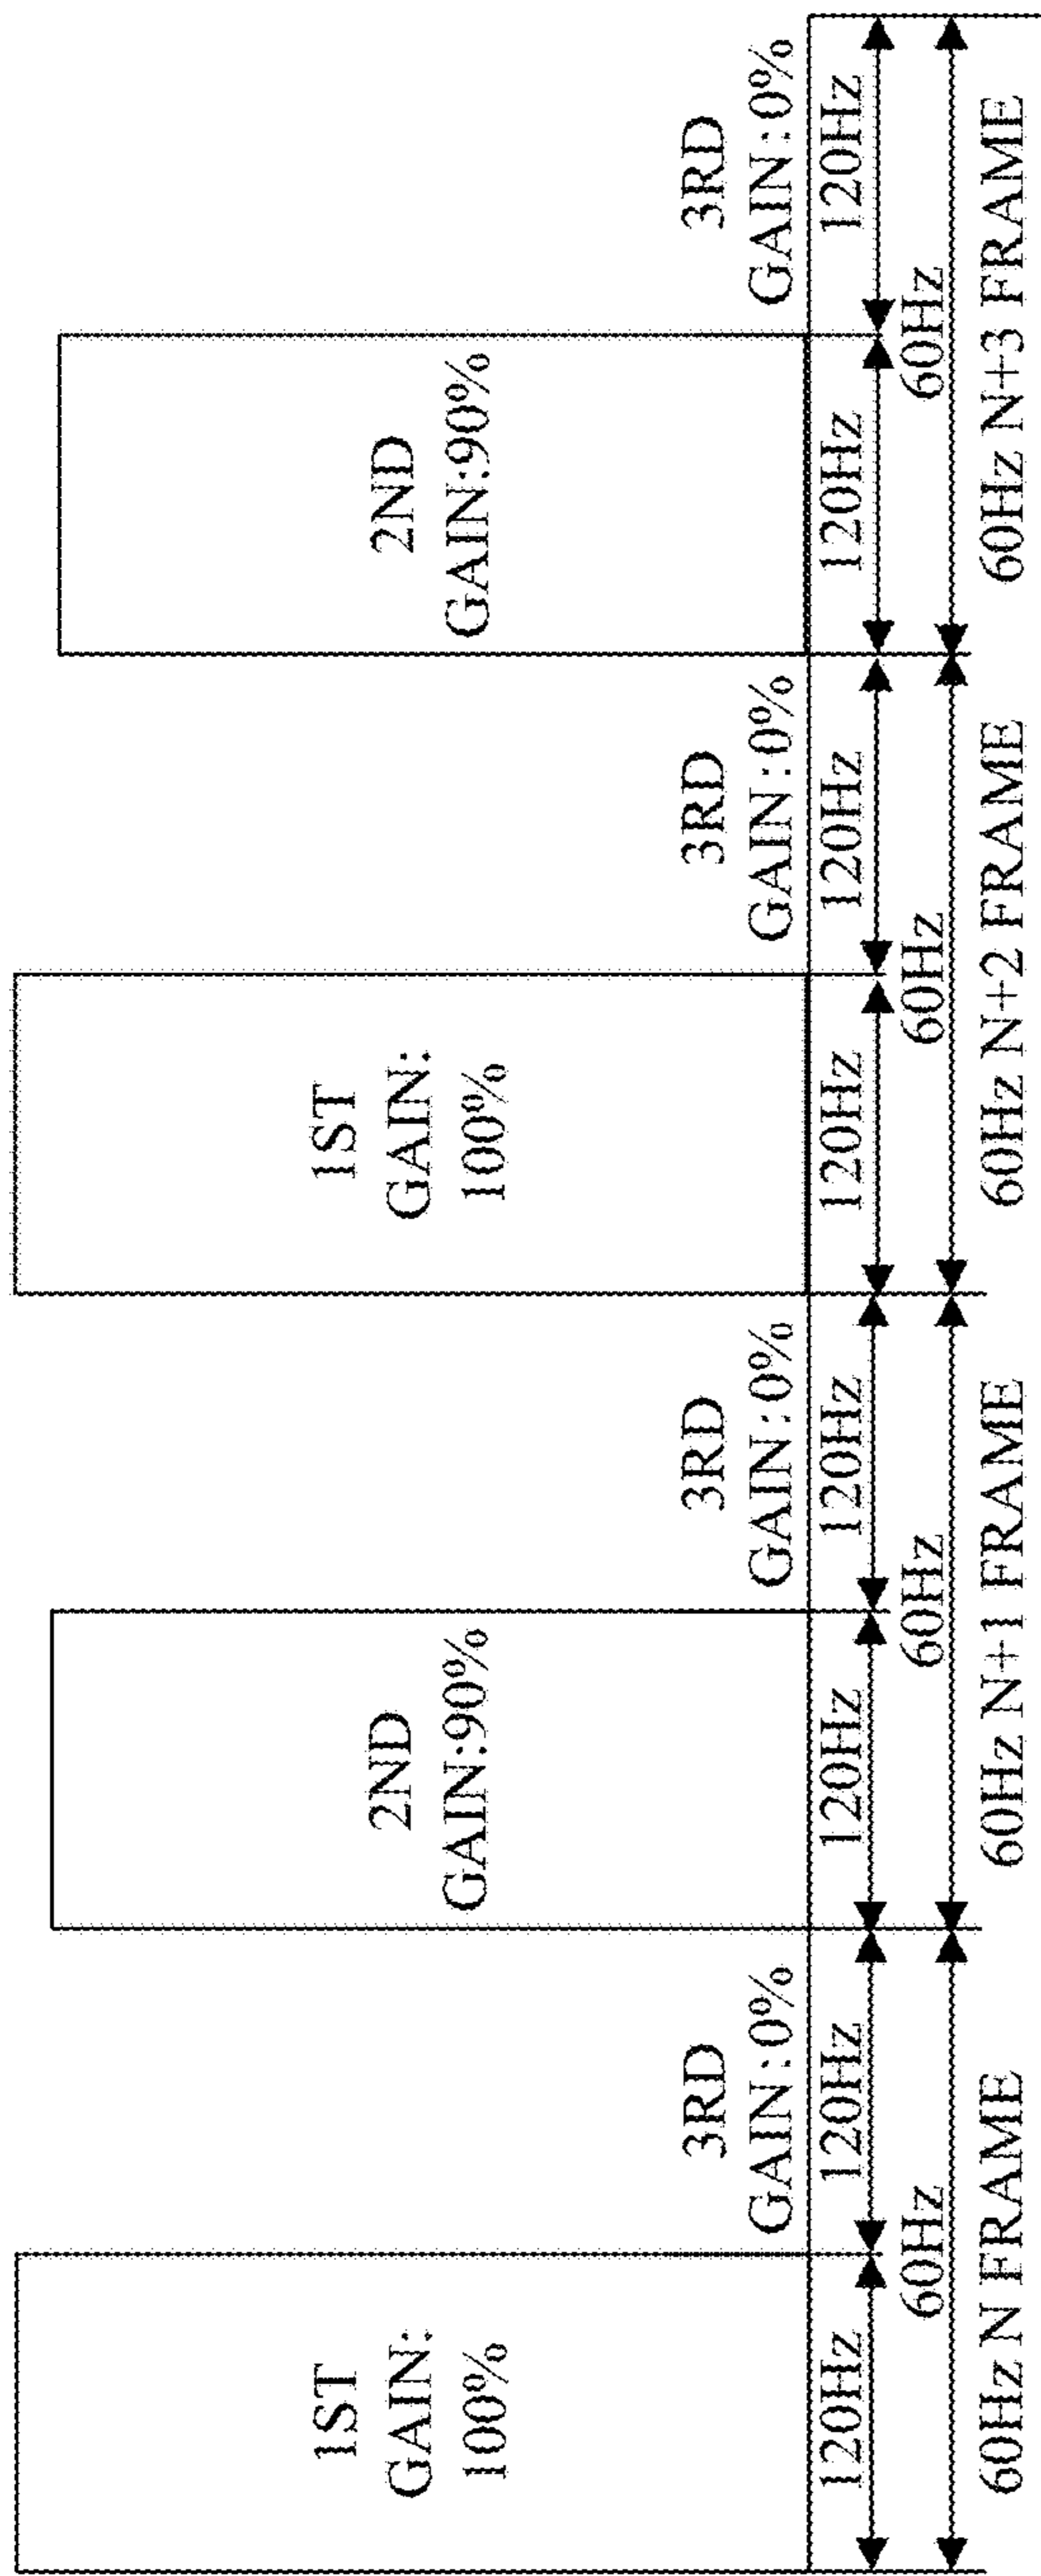 1ST
GAIN:
100%
3RD
GAIN:0%
2ND
GAIN:90%
3RD
GAIN:0%
1ST
GAIN:
100%
3RD
GAIN:0%
2ND
GAIN:90%
3RD
GAIN:0%
120Hz
120Hz
120Hz
120Hz
120Hz
120Hz
120Hz
120Hz
60Hz
60Hz
60Hz
60Hz
60Hz N FRAME
60Hz N+1 FRAME
60Hz N+2 FRAME
60Hz N+3 FRAME